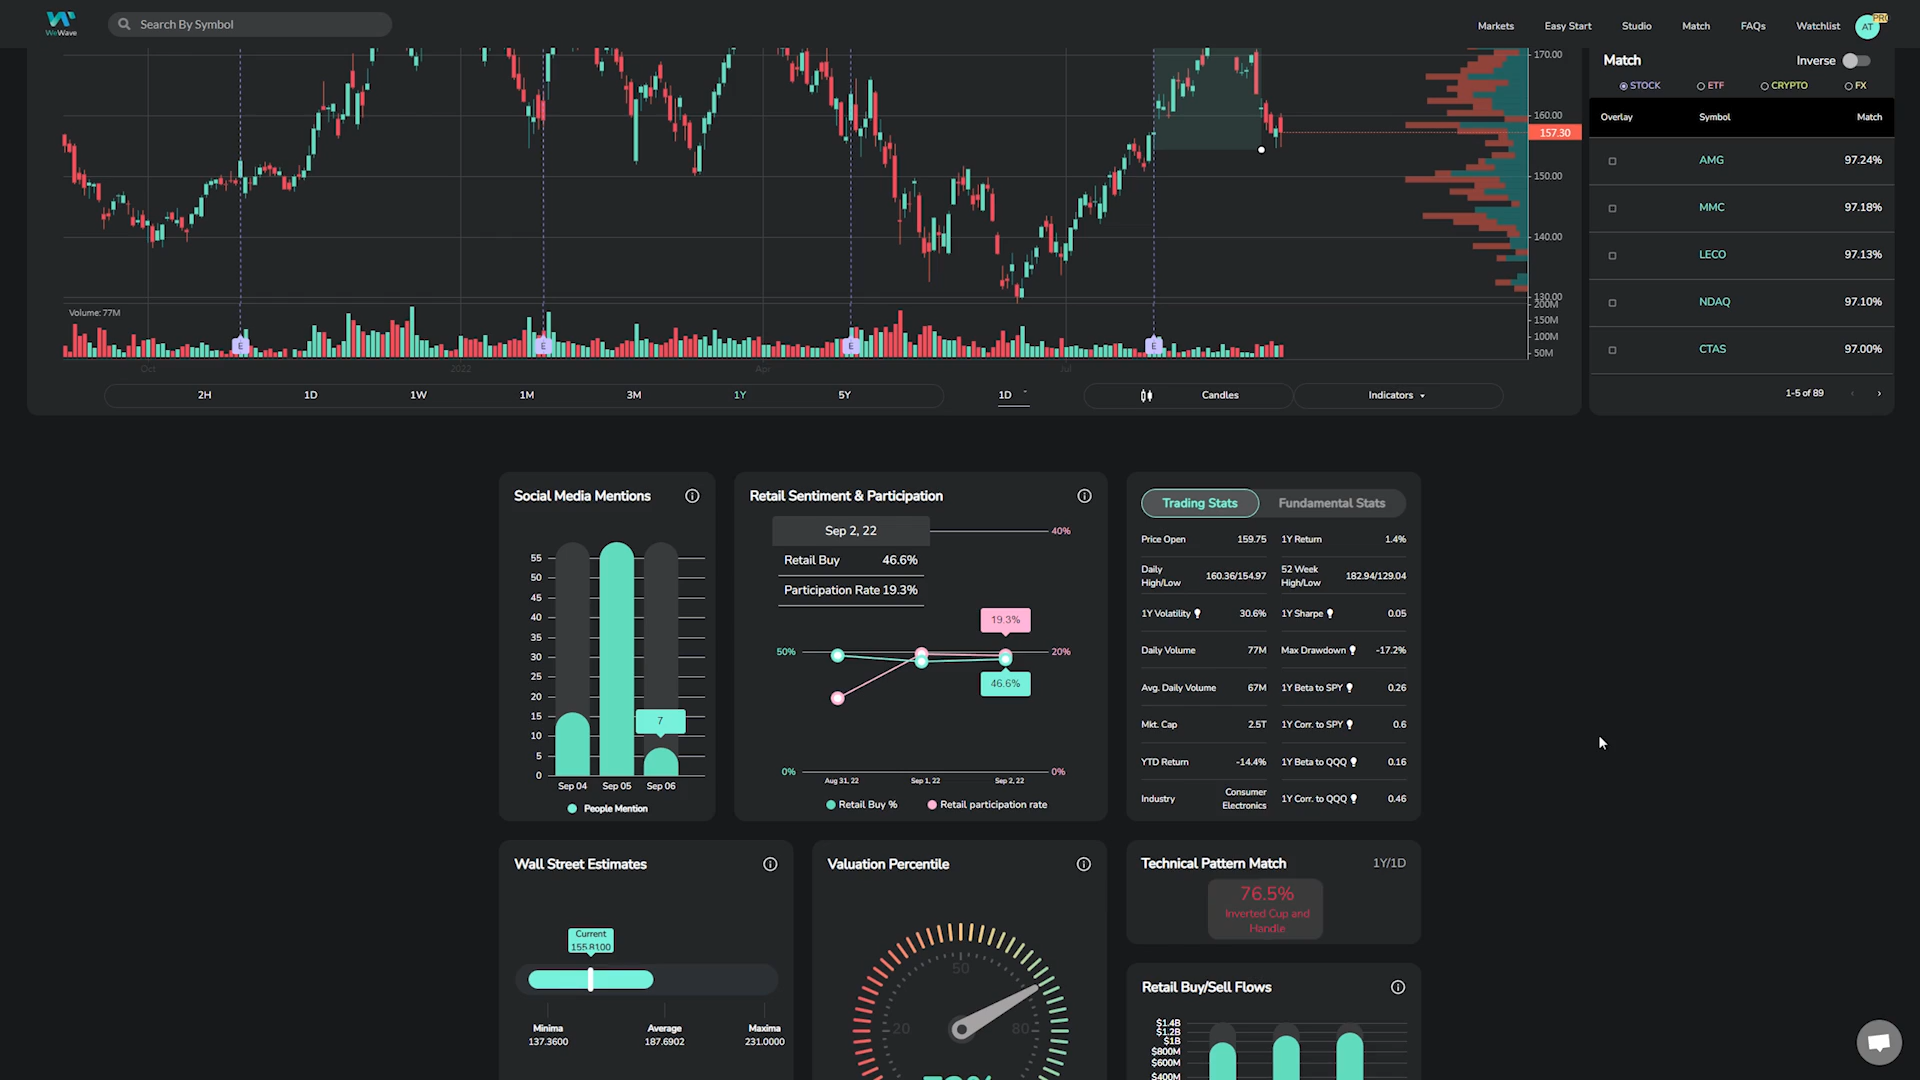 WeWave
Search By Symbol
Markets
Easy Start
Studio
Match
FAQs
Watchlist
AT
PRO
170.00
160.00
157.30
150.00
140.00
130.00
200M
150M
100M
50M
Volume: 77M
E
E
E
E
Oct
2022
Apr
Jul
2H
1D
1W
1M
3M
1Y
5Y
1D
Candles
Indicators
Match
Inverse
STOCK
ETF
CRYPTO
FX
Overlay Symbol Match
AMG 97.24%
MMC 97.18%
LECO 97.13%
NDAQ 97.10%
CTAS 97.00%
1-5 of 89
Social Media Mentions
55
50
45
40
35
30
25
20
15
10
5
0
7
Sep 04 Sep 05 Sep 06
People Mention
Retail Sentiment & Participation
Sep 2, 22
Retail Buy 46.6%
Participation Rate 19.3%
40%
19.3%
50%
20%
46.6%
0%
0%
Aug 31, 22 Sep 1, 22 Sep 2, 22
Retail Buy % Retail participation rate
Trading Stats Fundamental Stats
Price Open 159.75 1Y Return 1.4%
Daily High/Low 160.36/154.97 52 Week High/Low 182.94/129.04
1Y Volatility 30.6% 1Y Sharpe 0.05
Daily Volume 77M Max Drawdown -17.2%
Avg. Daily Volume 67M 1Y Beta to SPY 0.26
Mkt. Cap 2.5T 1Y Corr. to SPY 0.6
YTD Return -14.4% 1Y Beta to QQQ 0.16
Industry Consumer Electronics 1Y Corr. to QQQ 0.46
Wall Street Estimates
Current
155.8100
Minima Average Maxima
137.3600 187.6902 231.0000
Valuation Percentile
50
20
80
Technical Pattern Match 1Y/1D
76.5%
Inverted Cup and
Handle
Retail Buy/Sell Flows
$1.4B
$1.2B
$1B
$800M
$600M
$400M